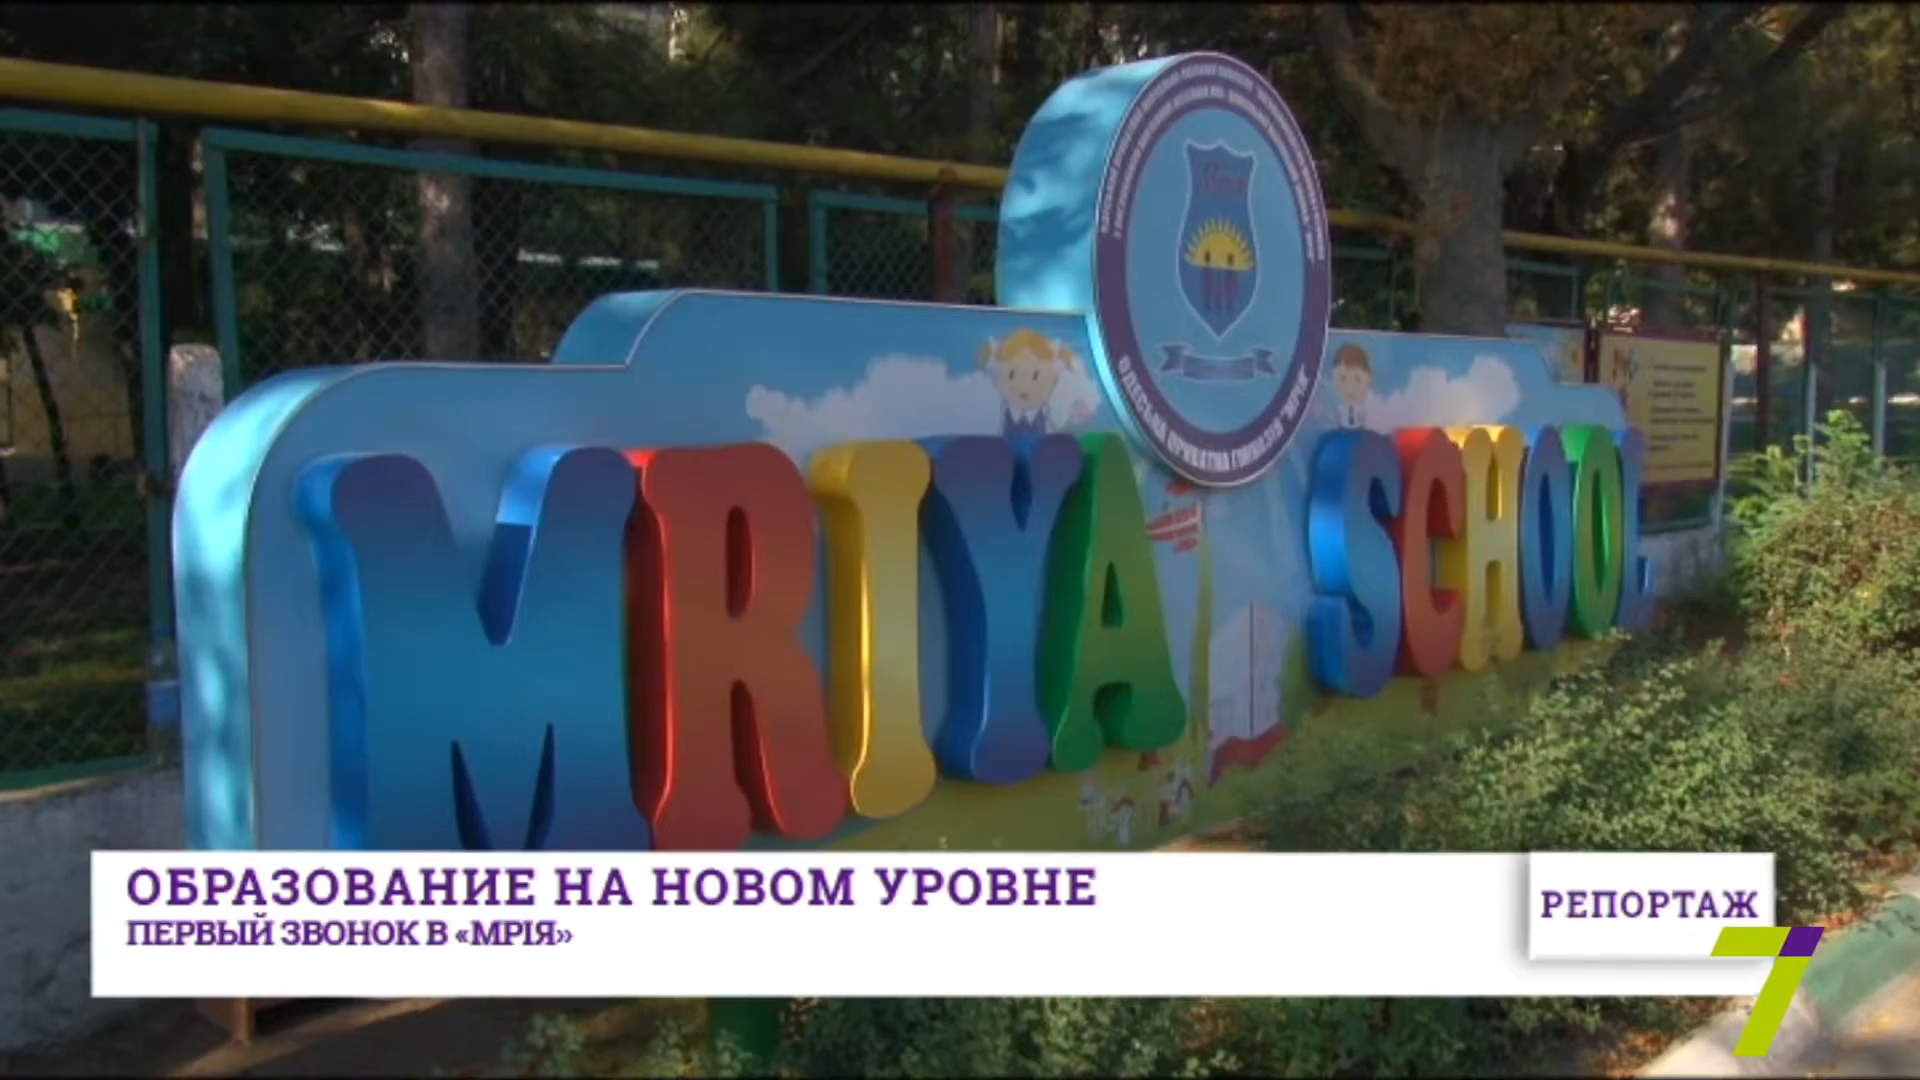 ОДЕСЬКА ПРИВАТНА ГІМНАЗІЯ "МРІЯ"
MRIYA SCHOOL
ОБРАЗОВАНИЕ НА НОВОМ УРОВНЕ
ПЕРВЫЙ ЗВОНОК В «МРІЯ»
РЕПОРТАЖ
7